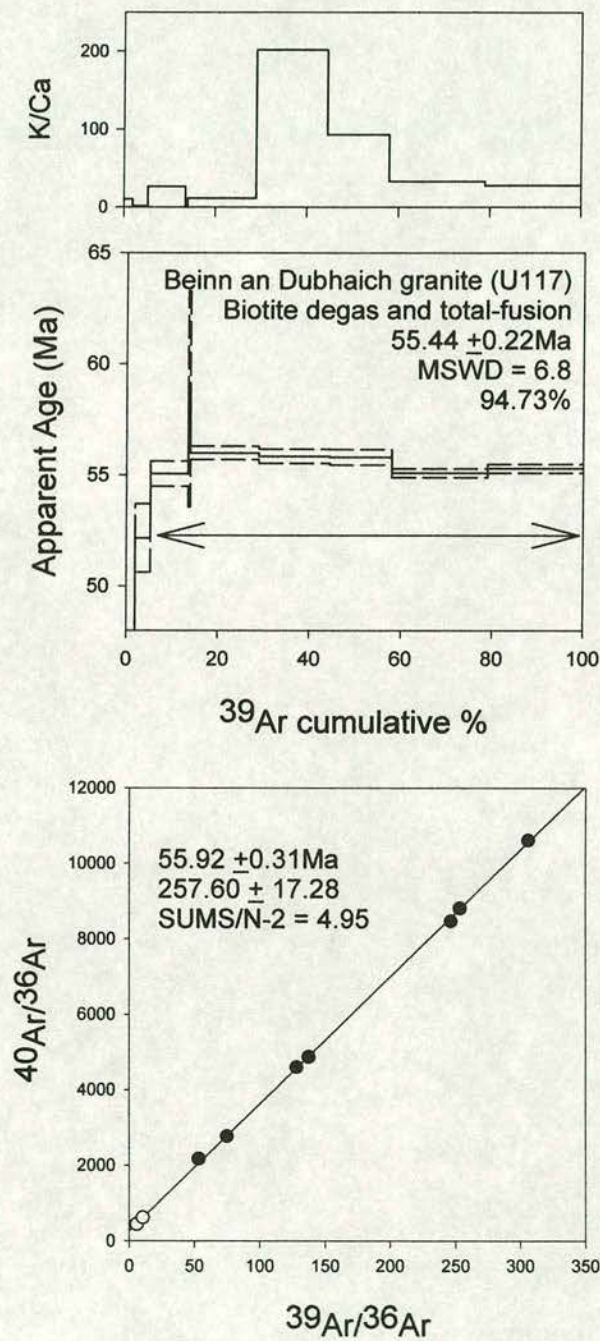 200
100
0
K/Ca
65
60
55
50
Apparent Age (Ma)
Beinn an Dubhaich granite (U117)
Biotite degas and total-fusion
55.44 ±0.22Ma
MSWD = 6.8
94.73%
0 20 40 60 80 100
39Ar cumulative %
12000
10000
8000
6000
4000
2000
0
40Ar/36Ar
55.92 ±0.31Ma
257.60 ± 17.28
SUMS/N-2 = 4.95
0 50 100 150 200 250 300 350
39Ar/36Ar